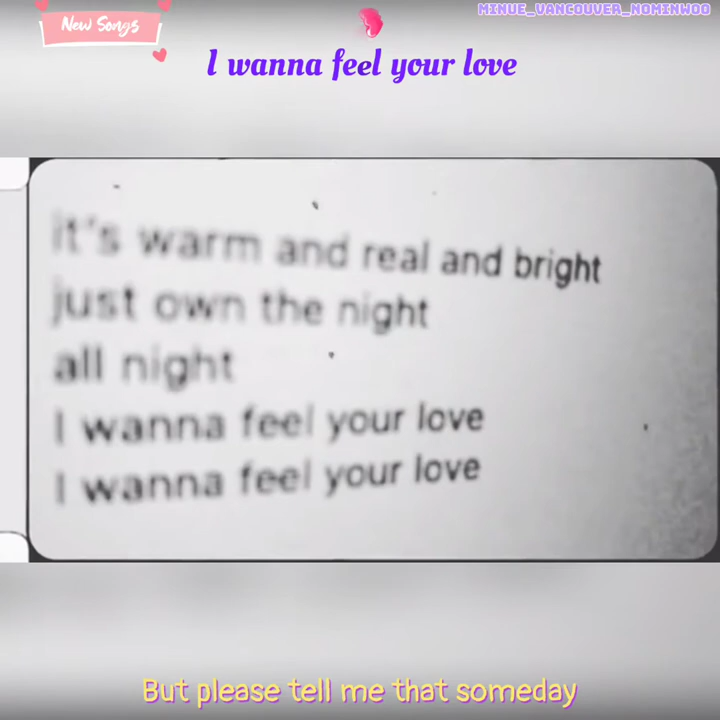 New Songs
MINUE_VANCOUVER_NOMINWOO
I wanna feel your love
it's warm and real and bright
just own the night
all night
I wanna feel your love
I wanna feel your love
But please tell me that someday